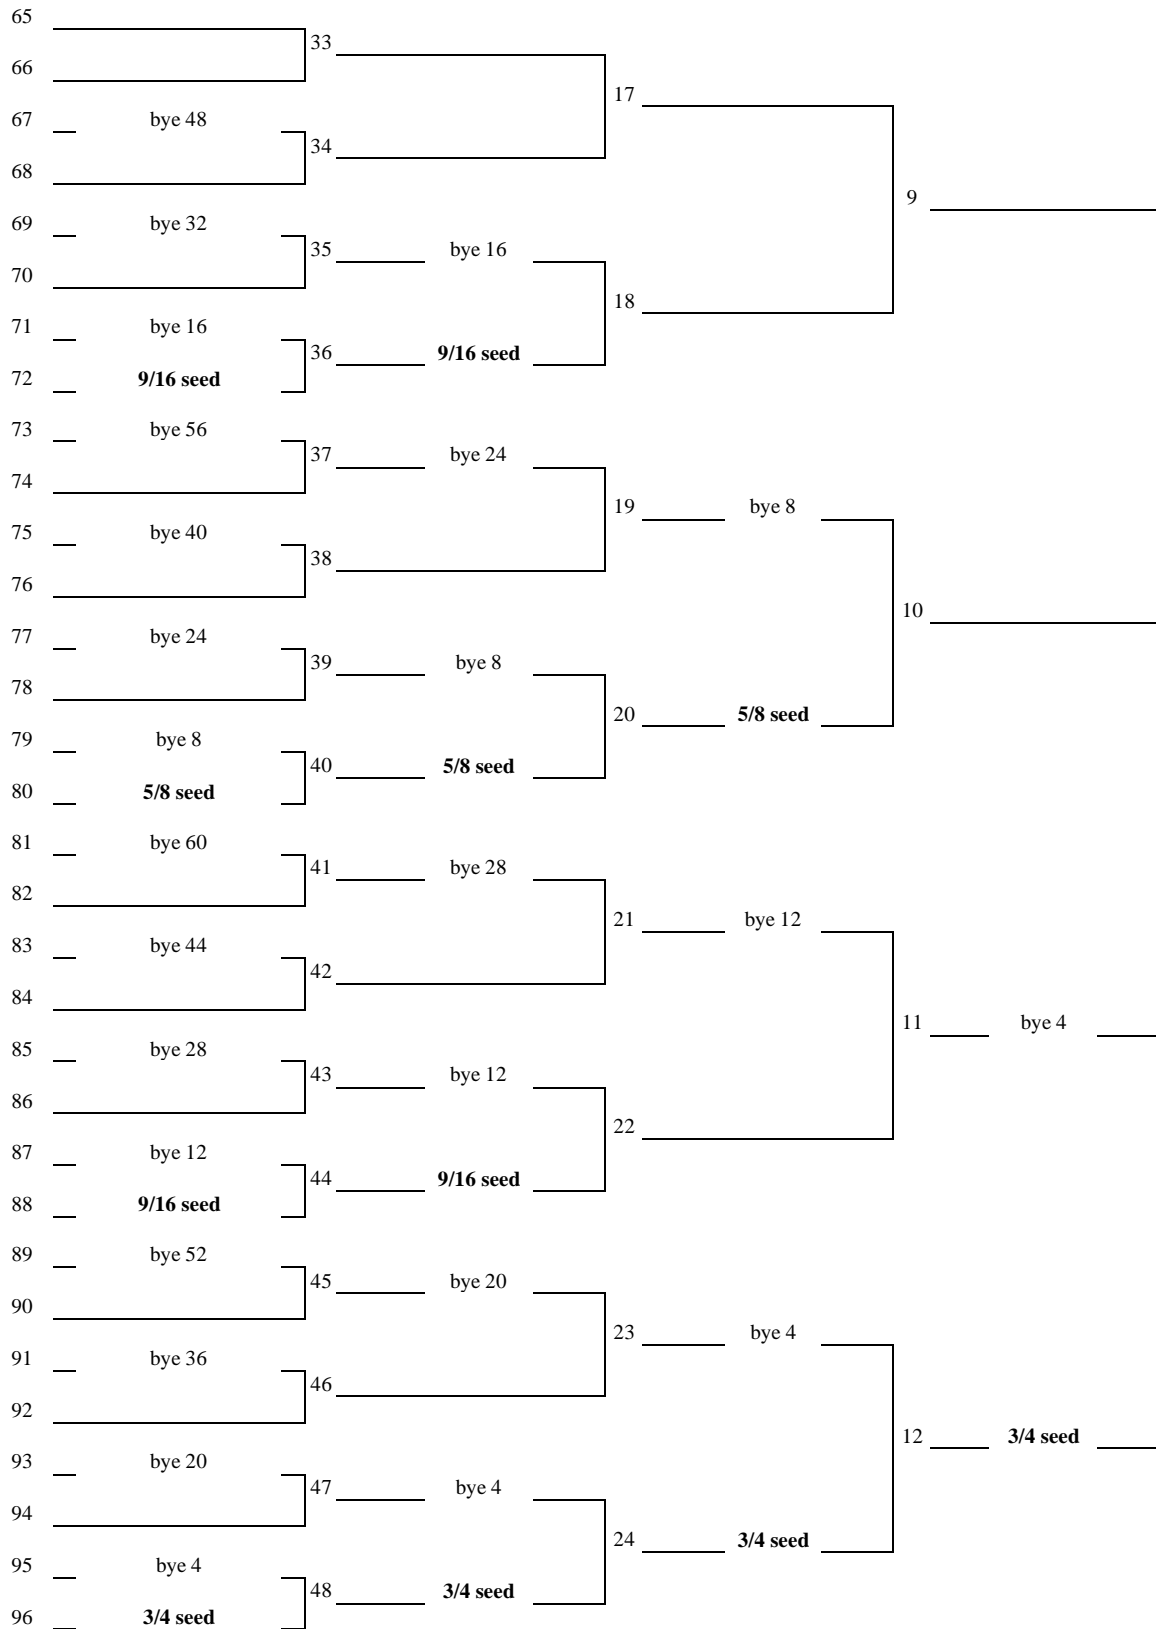 65
33
66
17
67 bye 48
34
68
9
69 bye 32
35 bye 16
70
18
71 bye 16
36 9/16 seed
72 9/16 seed
73 bye 56
37 bye 24
74
19 bye 8
75 bye 40
38
76
10
77 bye 24
39 bye 8
78
20 5/8 seed
79 bye 8
40 5/8 seed
80 5/8 seed
81 bye 60
41 bye 28
82
21 bye 12
83 bye 44
42
84
11 bye 4
85 bye 28
43 bye 12
86
22
87 bye 12
44 9/16 seed
88 9/16 seed
89 bye 52
45 bye 20
90
23 bye 4
91 bye 36
46
92
12 3/4 seed
93 bye 20
47 bye 4
94
24 3/4 seed
95 bye 4
48 3/4 seed
96 3/4 seed